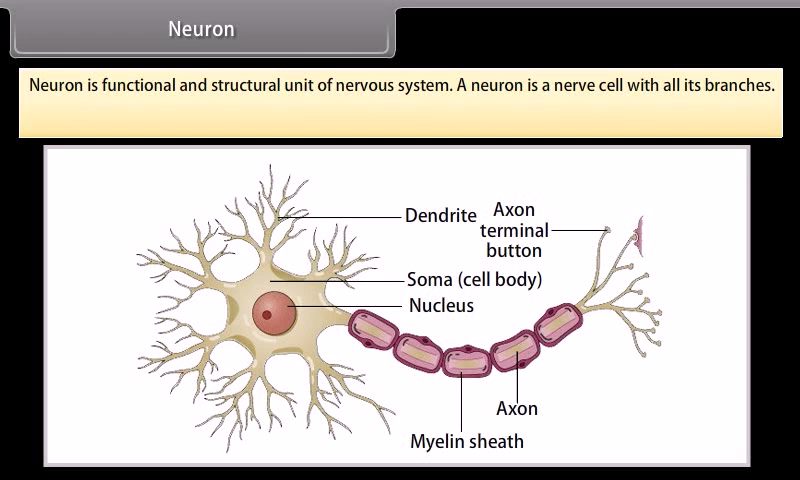 Neuron
Neuron is functional and structural unit of nervous system. A neuron is a nerve cell with all its branches.
Dendrite
Axon
terminal
button
Soma (cell body)
Nucleus
Axon
Myelin sheath